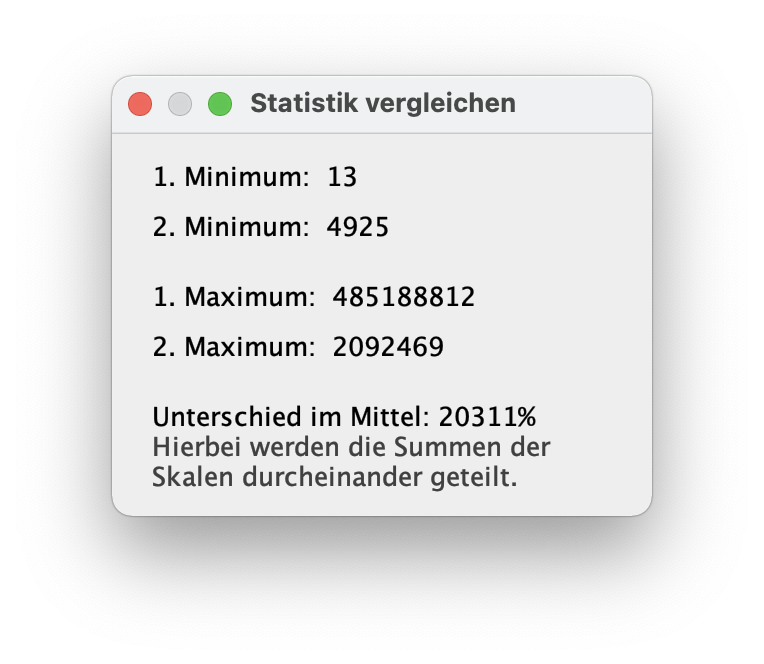 Statistik vergleichen
1. Minimum: 13
2. Minimum: 4925
1. Maximum: 485188812
2. Maximum: 2092469
Unterschied im Mittel: 20311%
Hierbei werden die Summen der
Skalen durcheinander geteilt.